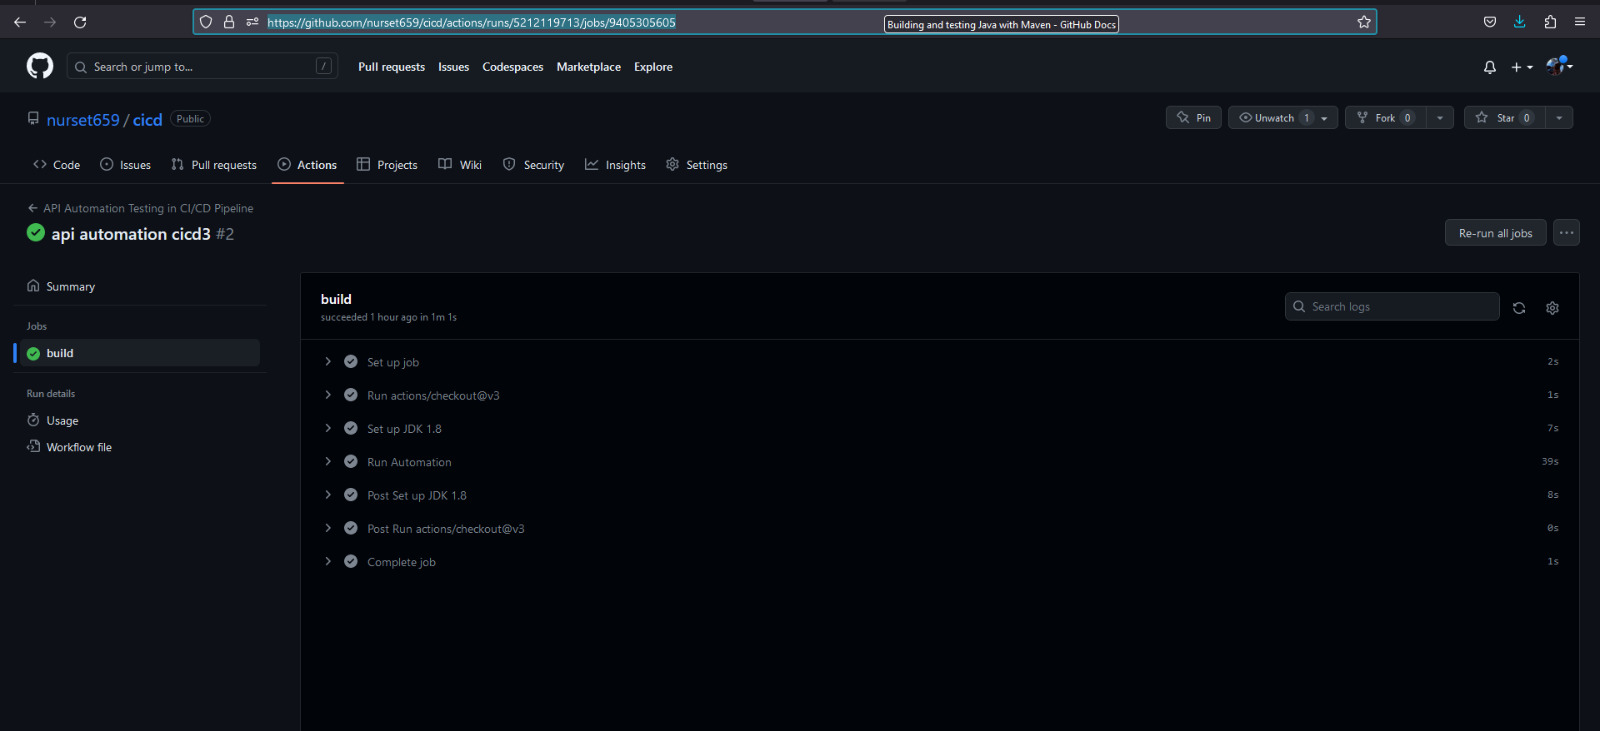 https://github.com/nurset659/cicd/actions/runs/5212119713/jobs/9405305605
Building and testing Java with Maven - GitHub Docs
Search or jump to... /
Pull requests Issues Codespaces Marketplace Explore
nurset659 / cicd Public
Pin Unwatch 1 Fork 0 Star 0
Code Issues Pull requests Actions Projects Wiki Security Insights Settings
API Automation Testing in CI/CD Pipeline
api automation cicd3 #2
Re-run all jobs
Summary
Jobs
build
Run details
Usage
Workflow file
build
succeeded 1 hour ago in 1m 1s
Search logs
Set up job 2s
Run actions/checkout@v3 1s
Set up JDK 1.8 7s
Run Automation 39s
Post Set up JDK 1.8 8s
Post Run actions/checkout@v3 0s
Complete job 1s